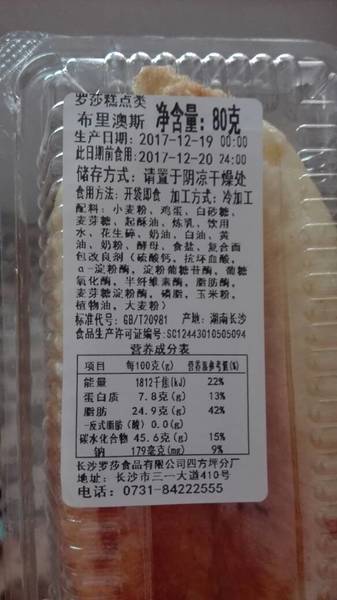 罗莎糕点类
布里澳斯 净含量: 80克
生产日期: 2017-12-19 00:00
此日期前食用: 2017-12-20 24:00
储存方式: 请置于阴凉干燥处
食用方法: 开袋即食 加工方式: 冷加工
配料: 小麦粉, 鸡蛋, 白砂糖,
麦芽糖, 起酥油, 炼乳, 饮用
水, 花生碎, 奶油, 白油, 黄
油, 奶粉, 酵母, 食盐, 复合面
包改良剂(碳酸钙, 抗坏血酸,
α-淀粉酶, 淀粉葡糖苷酶, 葡糖
氧化酶, 半纤维素酶, 脂肪酶,
麦芽糖淀粉酶, 磷脂, 玉米粉,
植物油, 大麦粉)
标准代号: GB/T20981 产地: 湖南长沙
食品生产许可证编号:SC12443010505094
营养成分表
项目 每100克(g) 营养素参考值(%)
能量 1812千焦(kJ) 22%
蛋白质 7.8克(g) 13%
脂肪 24.9克(g) 42%
-反式脂肪(酸) 0.0(g)
碳水化合物 45.6克(g) 15%
钠 179毫克(mg) 9%
长沙罗莎食品有限公司四方坪分厂
地址: 长沙市三一大道410号
电话: 0731-84222555